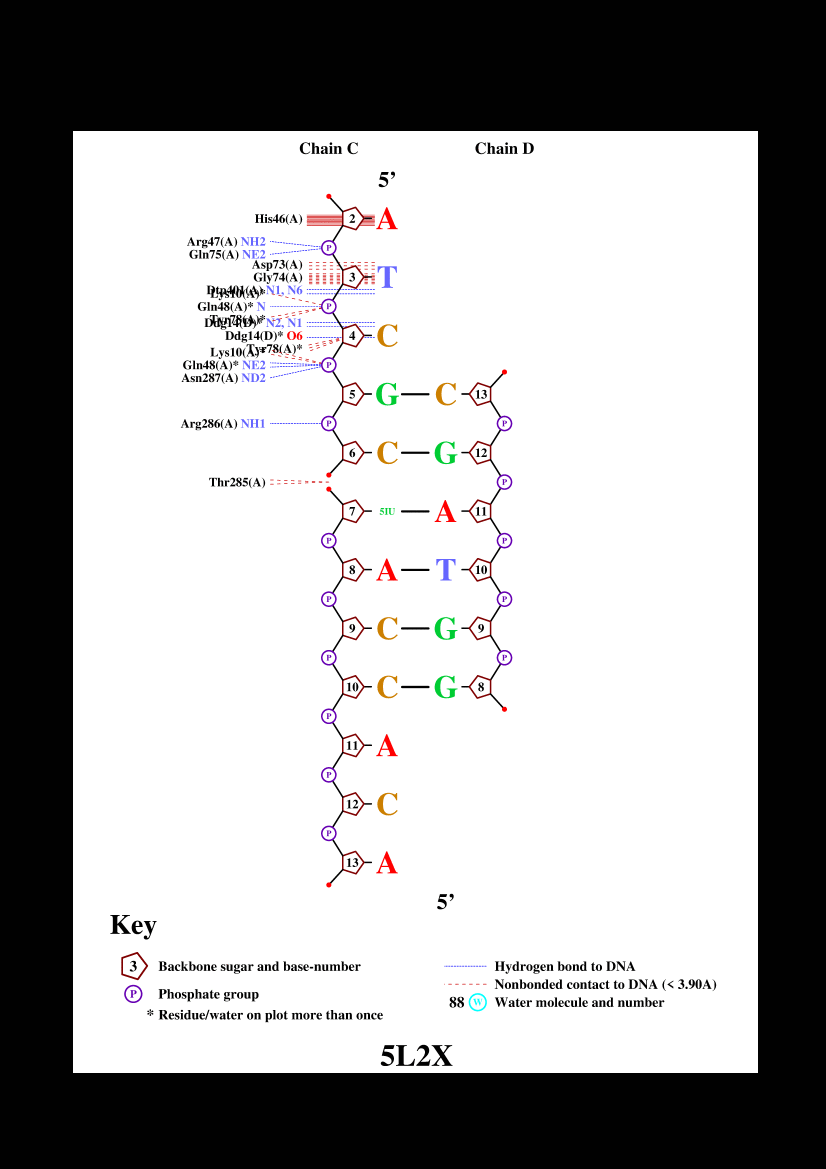 Chain C Chain D
5’
His46(A) 2 A
Arg47(A) NH2
P
Gln75(A) NE2
Asp73(A)
Gly74(A) 3 T
Dtp401(A) N1, N6
Lys10(A)*
Gln48(A)* N P
Tyr78(A)*
Ddg14(D)* N2, N1
Ddg14(D)* O6 4 C
Tyr78(A)*
Lys10(A)*
Gln48(A)* NE2 P
Asn287(A) ND2
5 G C 13
Arg286(A) NH1 P P
6 C G 12
Thr285(A) P
7 5IU A 11
P P
8 A T 10
P P
9 C G 9
P P
10 C G 8
P
11 A
P
12 C
P
13 A
5’
Key
3 Backbone sugar and base-number
P Phosphate group
* Residue/water on plot more than once
Hydrogen bond to DNA
Nonbonded contact to DNA (< 3.90A)
88 W Water molecule and number
5L2X